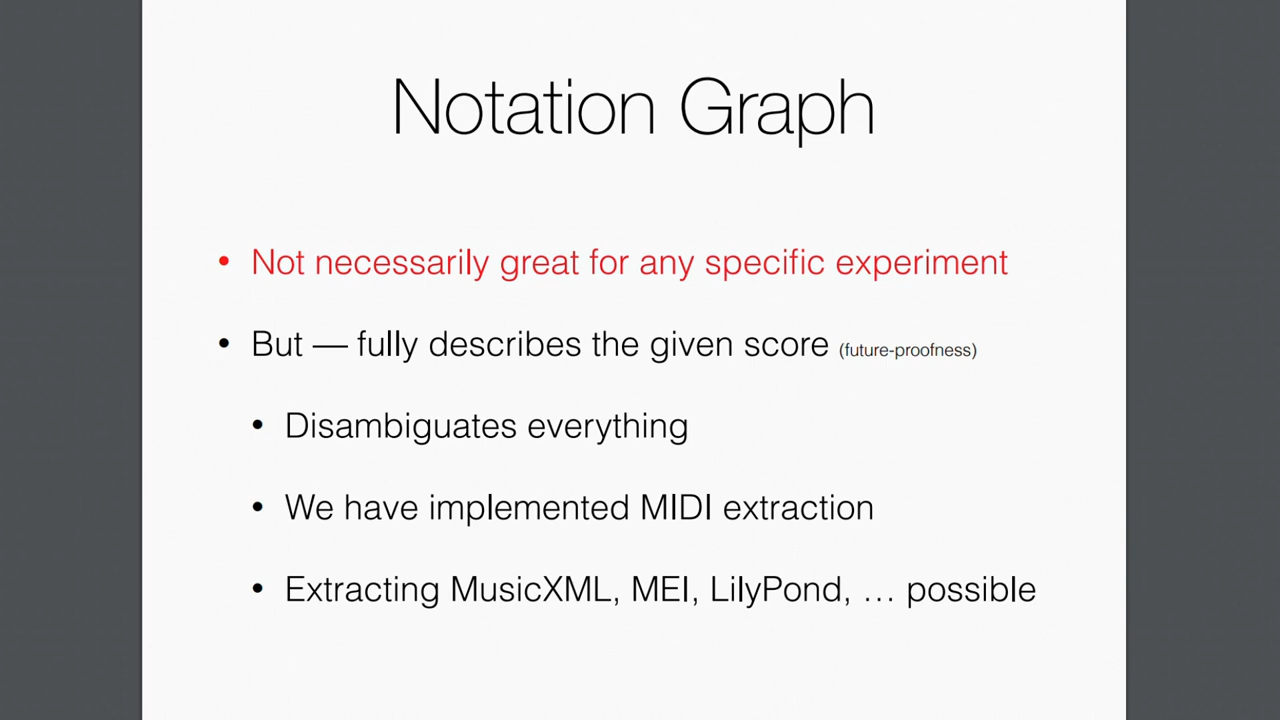 Notation Graph
• Not necessarily great for any specific experiment
• But — fully describes the given score (future-proofness)
• Disambiguates everything
• We have implemented MIDI extraction
• Extracting MusicXML, MEI, LilyPond, … possible